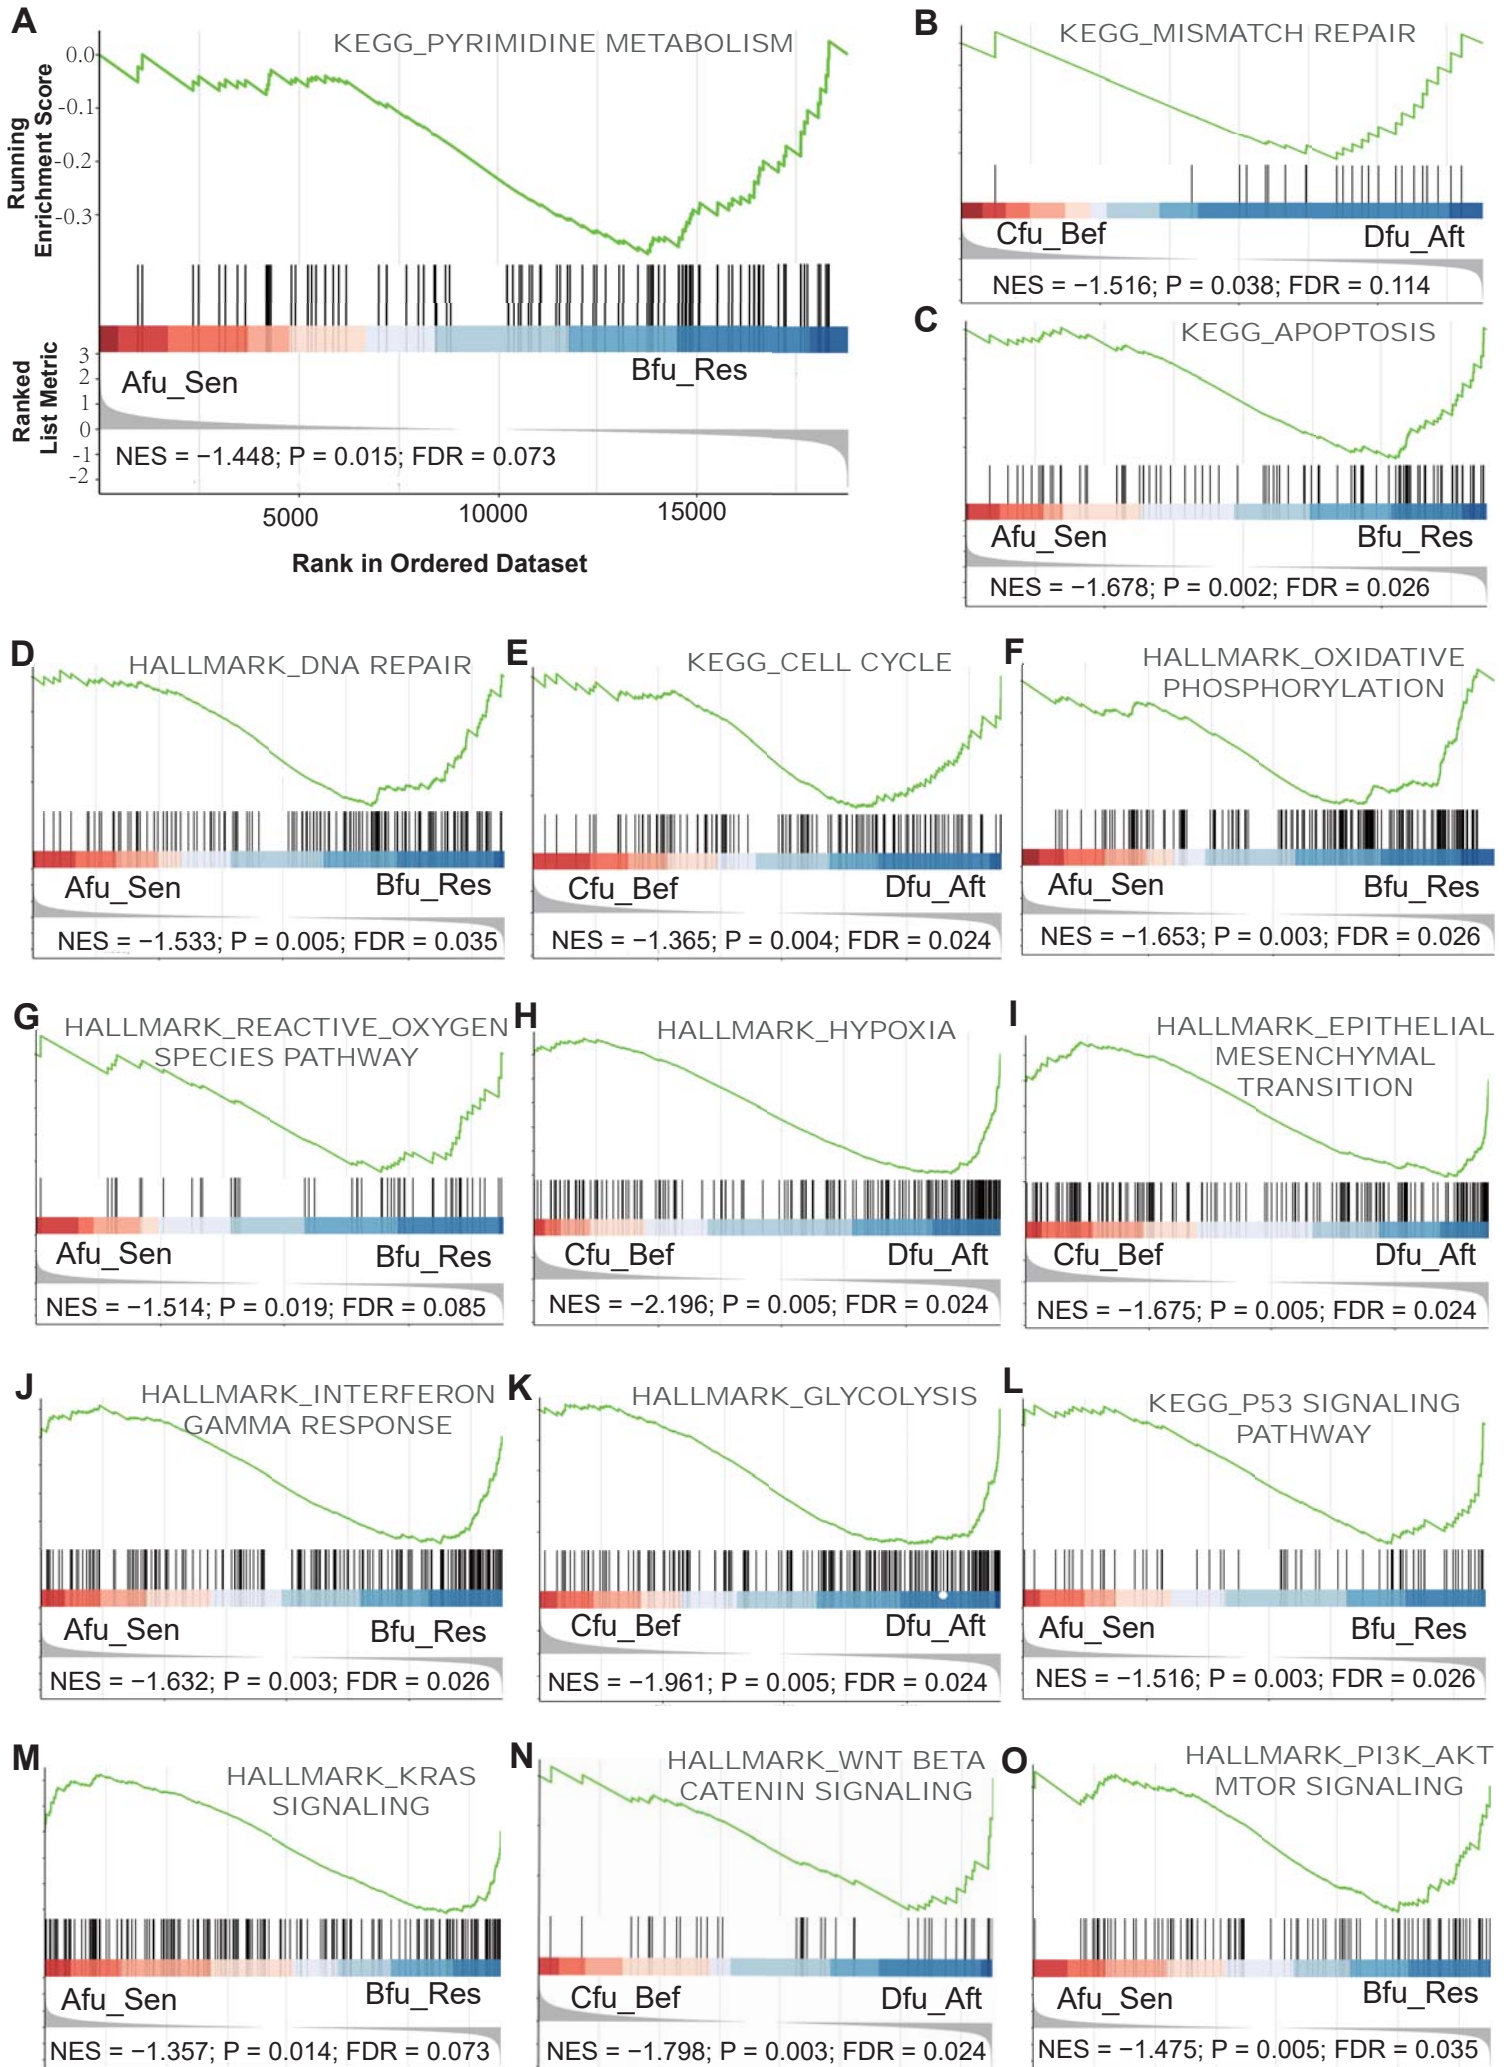 A
KEGG_PYRIMIDINE METABOLISM
Running
Enrichment Score
0.0
-0.1
-0.2
-0.3
Afu_Sen
Bfu_Res
Ranked
List Metric
3
2
1
0
-1
-2
NES = −1.448; P = 0.015; FDR = 0.073
5000
10000
15000
Rank in Ordered Dataset
B
KEGG_MISMATCH REPAIR
Cfu_Bef
Dfu_Aft
NES = −1.516; P = 0.038; FDR = 0.114
C
KEGG_APOPTOSIS
Afu_Sen
Bfu_Res
NES = −1.678; P = 0.002; FDR = 0.026
D
HALLMARK_DNA REPAIR
Afu_Sen
Bfu_Res
NES = −1.533; P = 0.005; FDR = 0.035
E
KEGG_CELL CYCLE
Cfu_Bef
Dfu_Aft
NES = −1.365; P = 0.004; FDR = 0.024
F
HALLMARK_OXIDATIVE
PHOSPHORYLATION
Afu_Sen
Bfu_Res
NES = −1.653; P = 0.003; FDR = 0.026
G
HALLMARK_REACTIVE_OXYGEN
SPECIES PATHWAY
Afu_Sen
Bfu_Res
NES = −1.514; P = 0.019; FDR = 0.085
H
HALLMARK_HYPOXIA
Cfu_Bef
Dfu_Aft
NES = −2.196; P = 0.005; FDR = 0.024
I
HALLMARK_EPITHELIAL
MESENCHYMAL
TRANSITION
Cfu_Bef
Dfu_Aft
NES = −1.675; P = 0.005; FDR = 0.024
J
HALLMARK_INTERFERON
GAMMA RESPONSE
Afu_Sen
Bfu_Res
NES = −1.632; P = 0.003; FDR = 0.026
K
HALLMARK_GLYCOLYSIS
Cfu_Bef
Dfu_Aft
NES = −1.961; P = 0.005; FDR = 0.024
L
KEGG_P53 SIGNALING
PATHWAY
Afu_Sen
Bfu_Res
NES = −1.516; P = 0.003; FDR = 0.026
M
HALLMARK_KRAS
SIGNALING
Afu_Sen
Bfu_Res
NES = −1.357; P = 0.014; FDR = 0.073
N
HALLMARK_WNT BETA
CATENIN SIGNALING
Cfu_Bef
Dfu_Aft
NES = −1.798; P = 0.003; FDR = 0.024
O
HALLMARK_PI3K_AKT
MTOR SIGNALING
Afu_Sen
Bfu_Res
NES = −1.475; P = 0.005; FDR = 0.035